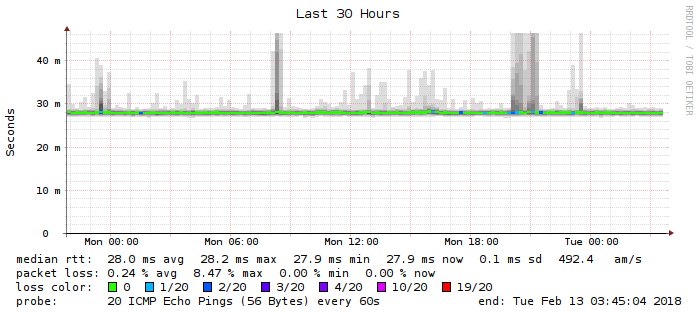 Last 30 Hours
RRDTOOL / TOBI OETIKER
Seconds
40 m
30 m
20 m
10 m
0
Mon 00:00 Mon 06:00 Mon 12:00 Mon 18:00 Tue 00:00
median rtt: 28.0 ms avg 28.2 ms max 27.9 ms min 27.9 ms now 0.1 ms sd 492.4 am/s
packet loss: 0.24 % avg 8.47 % max 0.00 % min 0.00 % now
loss color: 0 1/20 2/20 3/20 4/20 10/20 19/20
probe: 20 ICMP Echo Pings (56 Bytes) every 60s end: Tue Feb 13 03:45:04 2018